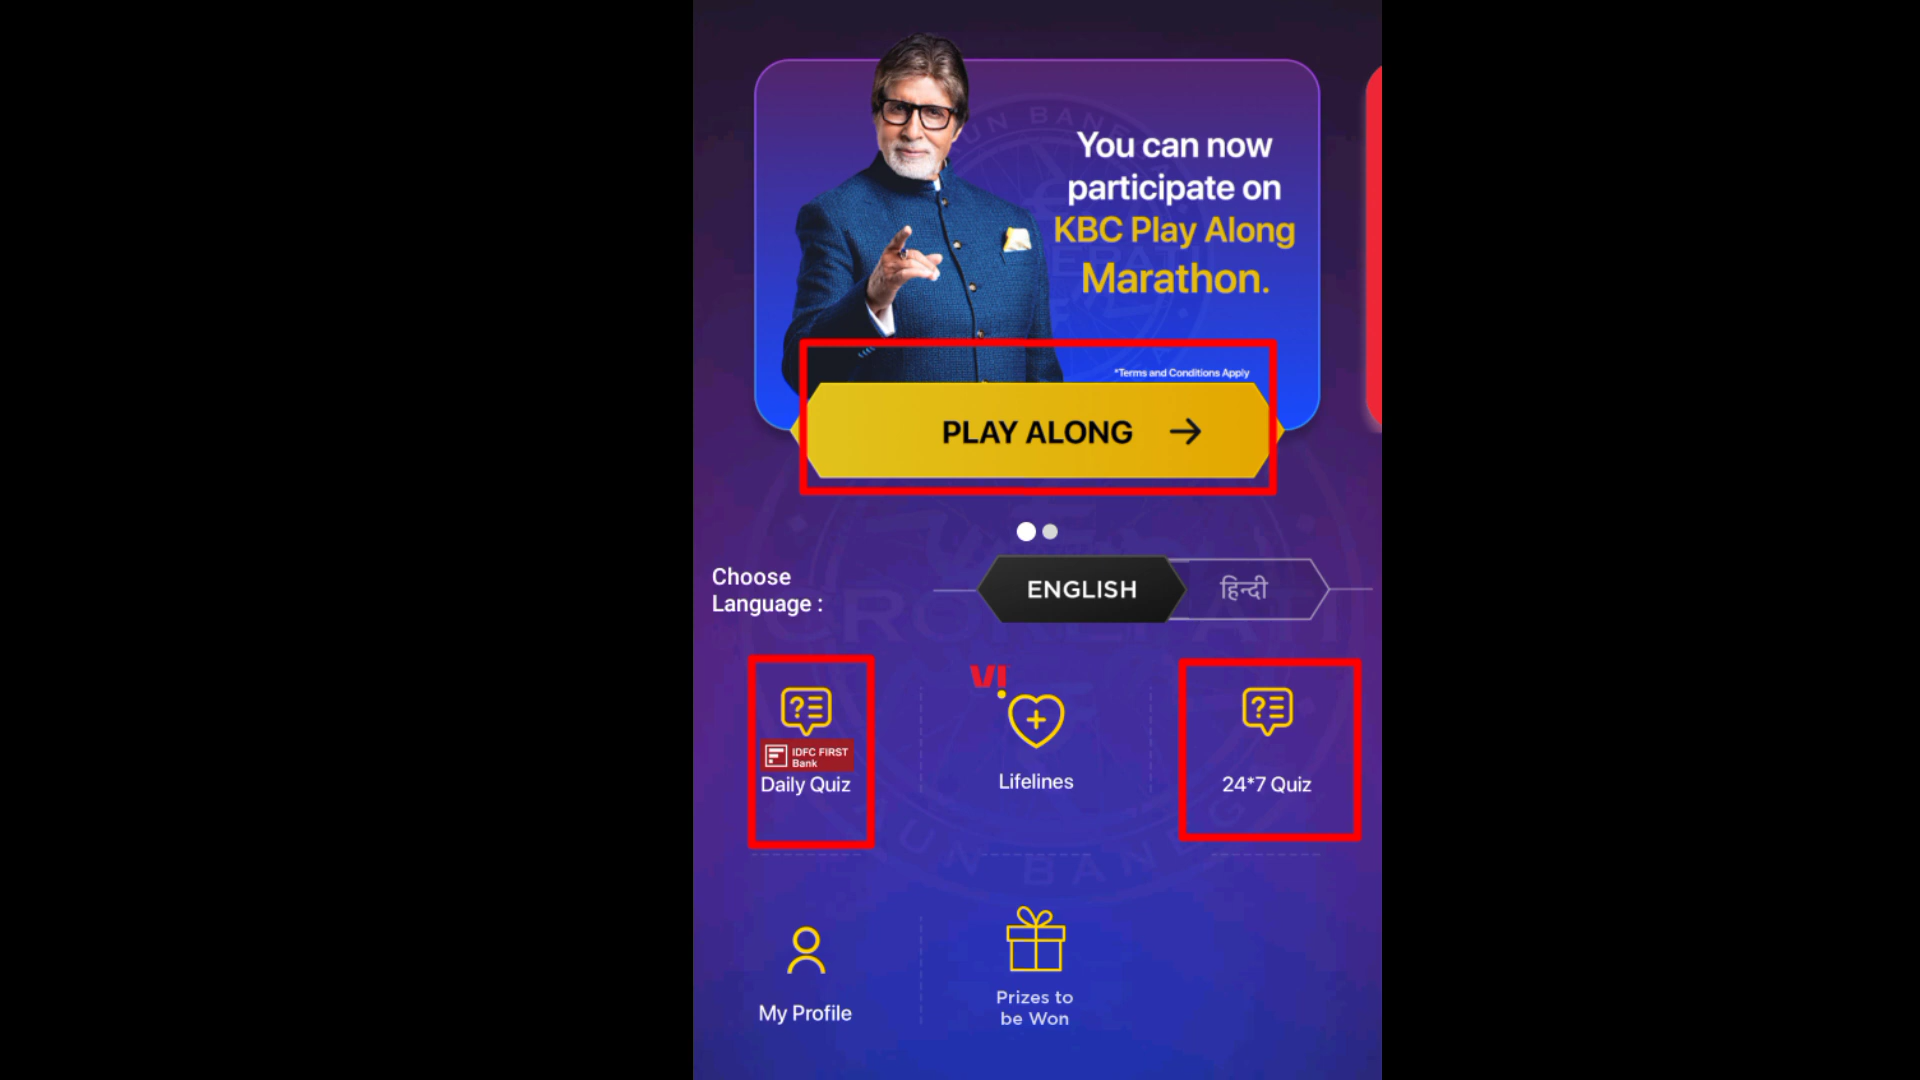 You can now
participate on
KBC Play Along
Marathon.
*Terms and Conditions Apply
PLAY ALONG
Choose
Language :
ENGLISH
हिन्दी
VI
IDFC FIRST
Bank
Daily Quiz
Lifelines
24*7 Quiz
My Profile
Prizes to
be Won